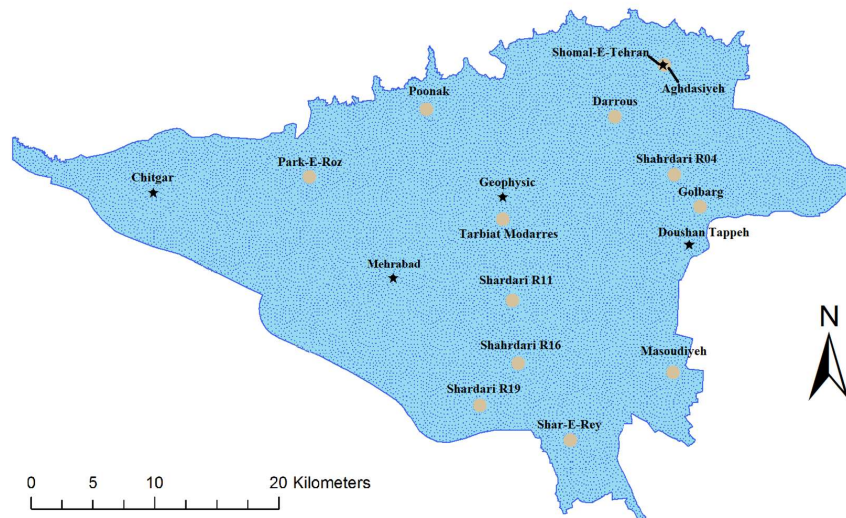 Shomal-E-Tehran
Aghdasiyeh
Poonak
Darrous
Park-E-Roz
Shahrdari R04
Chitgar
Geophysic
Golbarg
Tarbiat Modarres
Doushan Tappeh
Mehrabad
Shardari R11
N
Shahrdari R16
Masoudiyeh
Shardari R19
Shar-E-Rey
0 5 10 20 Kilometers